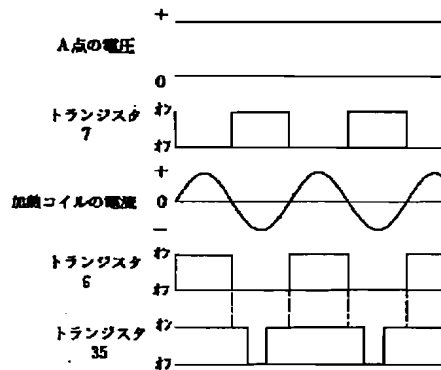 +
A点の電圧
0
トランジスタ
7
オン
オフ
+
加熱コイルの電流
0
−
トランジスタ
6
オン
オフ
トランジスタ
35
オン
オフ